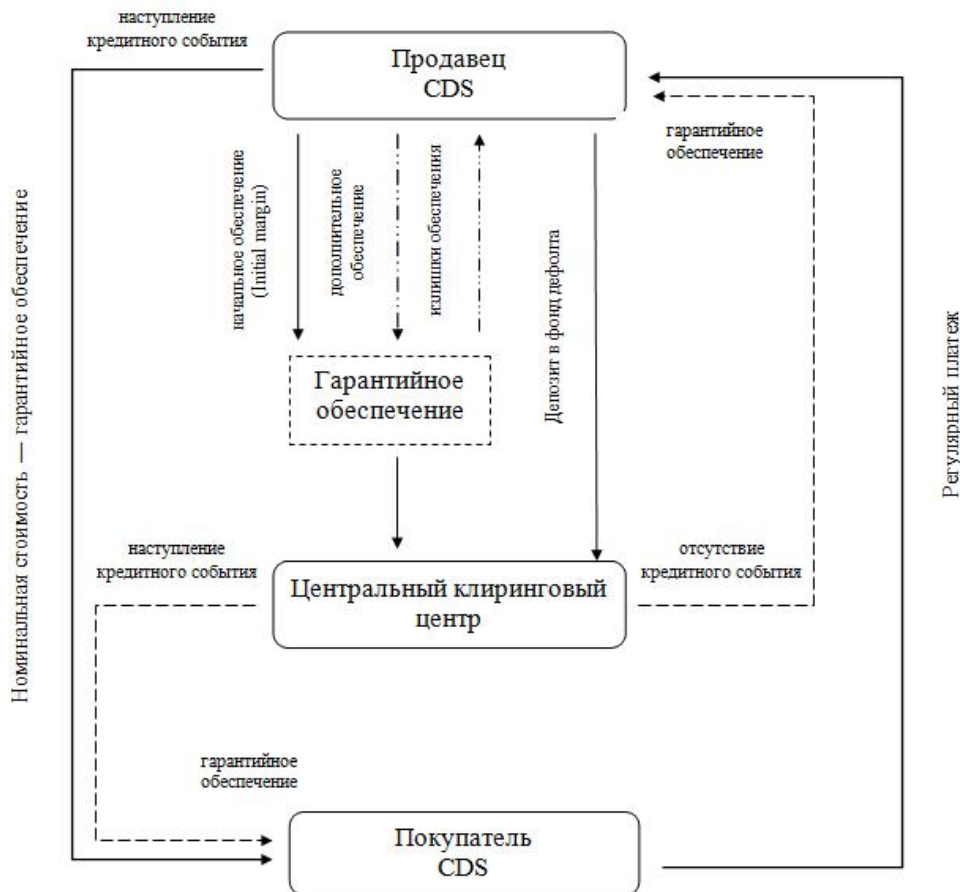 наступление
кредитного события
Продавец
CDS
гарантийное
обеспечение
начальное обеспечение
(Initial margin)
дополнительное
обеспечение
излишки обеспечения
Депозит в фонд дефолта
Номинальная стоимость — гарантийное обеспечение
Регулярный платеж
Гарантийное
обеспечение
наступление
кредитного события
отсутствие
кредитного события
Центральный клиринговый
центр
гарантийное
обеспечение
Покупатель
CDS